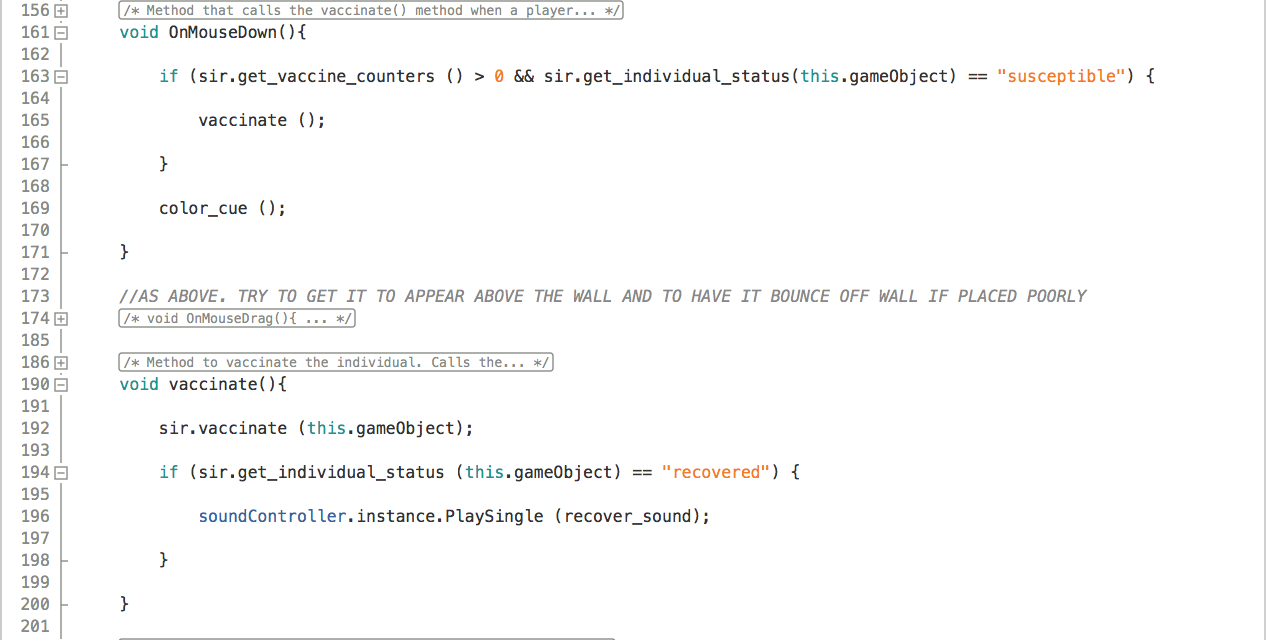 156 /* Method that calls the vaccinate() method when a player... */
161 void OnMouseDown(){
162
163 if (sir.get_vaccine_counters () > 0 && sir.get_individual_status(this.gameObject) == "susceptible") {
164
165 vaccinate ();
166
167 }
168
169 color_cue ();
170
171 }
172
173 //AS ABOVE. TRY TO GET IT TO APPEAR ABOVE THE WALL AND TO HAVE IT BOUNCE OFF WALL IF PLACED POORLY
174 /* void OnMouseDrag(){ ... */
185
186 /* Method to vaccinate the individual. Calls the... */
190 void vaccinate(){
191
192 sir.vaccinate (this.gameObject);
193
194 if (sir.get_individual_status (this.gameObject) == "recovered") {
195
196 soundController.instance.PlaySingle (recover_sound);
197
198 }
199
200 }
201